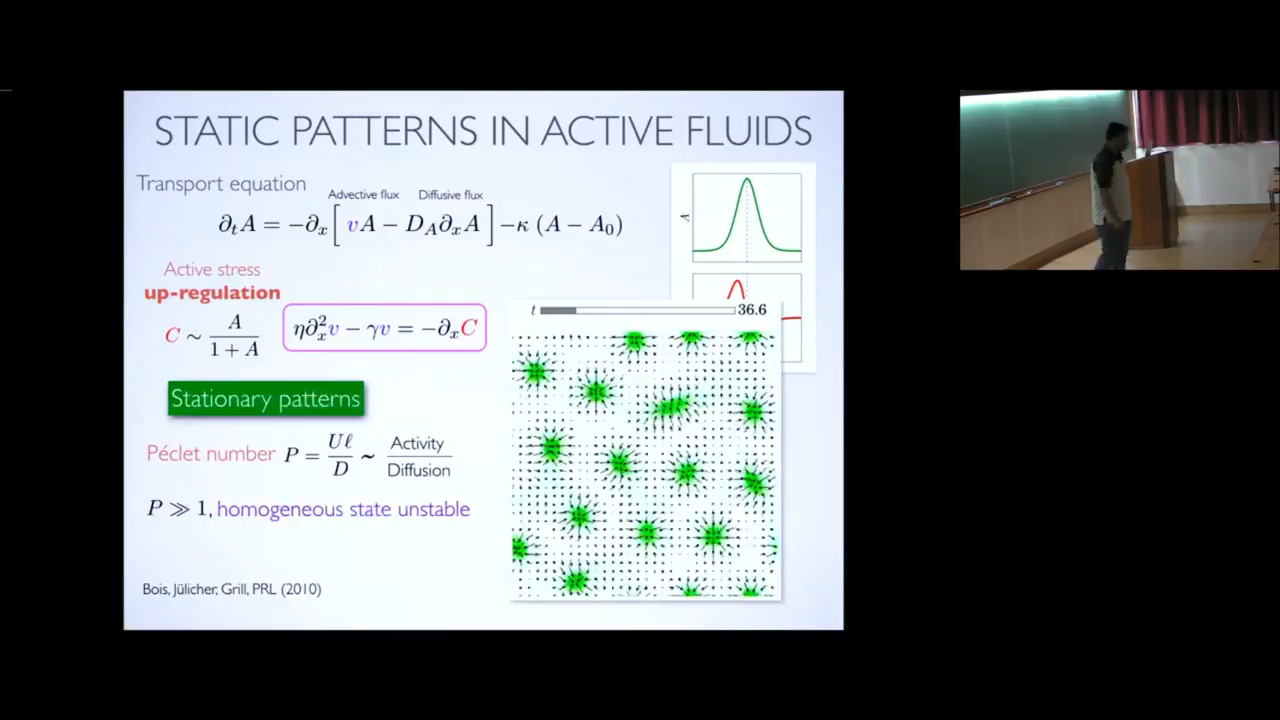 STATIC PATTERNS IN ACTIVE FLUIDS
Transport equation
Advective flux Diffusive flux
∂ₜA = −∂ₓ[ vA − D_A∂ₓA ] −κ (A − A₀)
Active stress
up-regulation
C ∼ A / (1 + A)
η∂ₓ²v − γv = −∂ₓC
Stationary patterns
Péclet number P = Uℓ / D ~ Activity / Diffusion
P ≫ 1, homogeneous state unstable
Bois, Jülicher, Grill, PRL (2010)
A
t 36.6